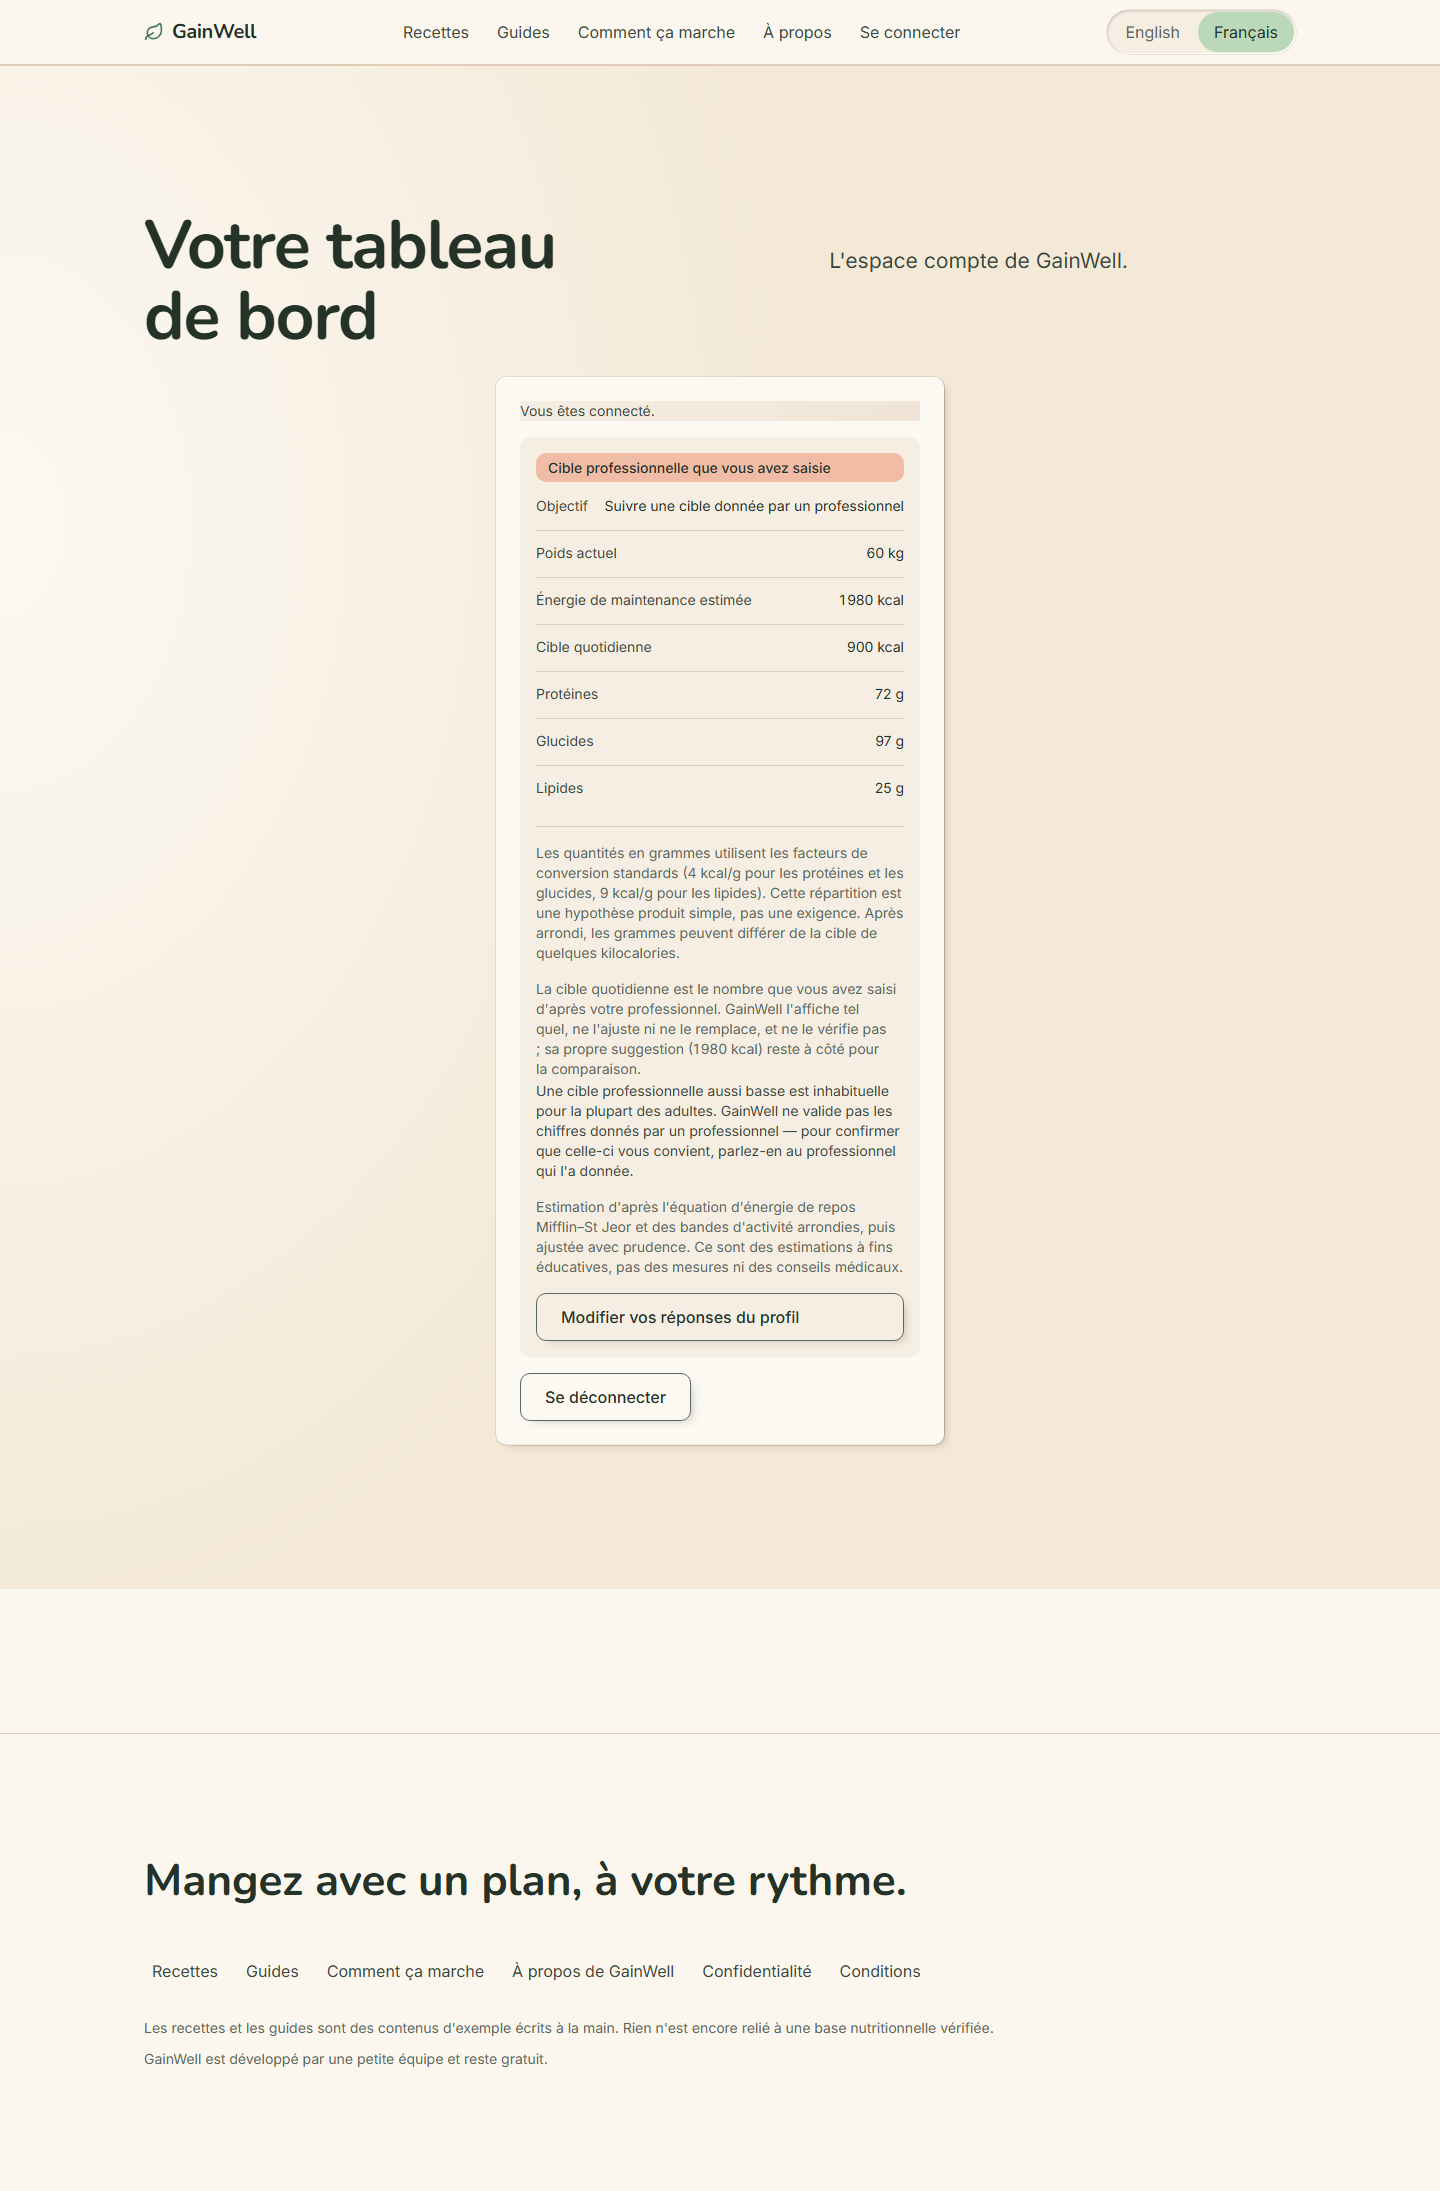 GainWell
Recettes
Guides
Comment ça marche
À propos
Se connecter
English
Français
Votre tableau
de bord
L'espace compte de GainWell.
Vous êtes connecté.
Cible professionnelle que vous avez saisie
Objectif Suivre une cible donnée par un professionnel
Poids actuel 60 kg
Énergie de maintenance estimée 1980 kcal
Cible quotidienne 900 kcal
Protéines 72 g
Glucides 97 g
Lipides 25 g
Les quantités en grammes utilisent les facteurs de
conversion standards (4 kcal/g pour les protéines et les
glucides, 9 kcal/g pour les lipides). Cette répartition est
une hypothèse produit simple, pas une exigence. Après
arrondi, les grammes peuvent différer de la cible de
quelques kilocalories.
La cible quotidienne est le nombre que vous avez saisi
d'après votre professionnel. GainWell l'affiche tel
quel, ne l'ajuste ni ne le remplace, et ne le vérifie pas
; sa propre suggestion (1980 kcal) reste à côté pour
la comparaison.
Une cible professionnelle aussi basse est inhabituelle
pour la plupart des adultes. GainWell ne valide pas les
chiffres donnés par un professionnel — pour confirmer
que celle-ci vous convient, parlez-en au professionnel
qui l'a donnée.
Estimation d'après l'équation d'énergie de repos
Mifflin–St Jeor et des bandes d'activité arrondies, puis
ajustée avec prudence. Ce sont des estimations à fins
éducatives, pas des mesures ni des conseils médicaux.
Modifier vos réponses du profil
Se déconnecter
Mangez avec un plan, à votre rythme.
Recettes
Guides
Comment ça marche
À propos de GainWell
Confidentialité
Conditions
Les recettes et les guides sont des contenus d'exemple écrits à la main. Rien n'est encore relié à une base nutritionnelle vérifiée.
GainWell est développé par une petite équipe et reste gratuit.